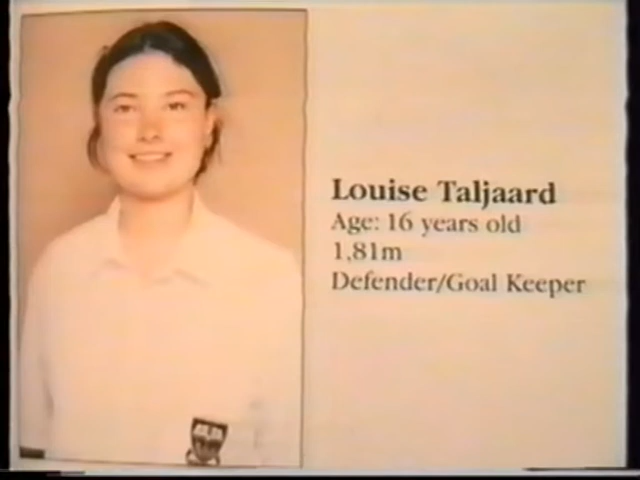 Louise Taljaard
Age: 16 years old
1,81m
Defender/Goal Keeper